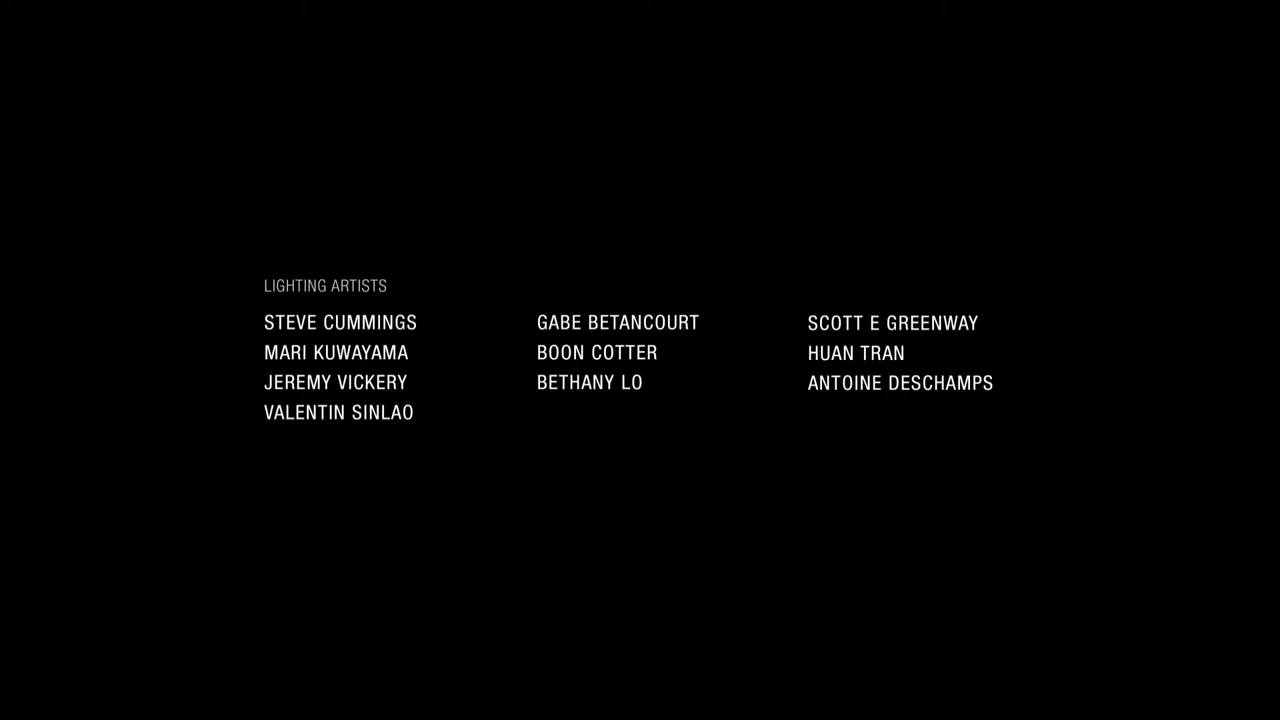 LIGHTING ARTISTS
STEVE CUMMINGS
MARI KUWAYAMA
JEREMY VICKERY
VALENTIN SINLAO
GABE BETANCOURT
BOON COTTER
BETHANY LO
SCOTT E GREENWAY
HUAN TRAN
ANTOINE DESCHAMPS